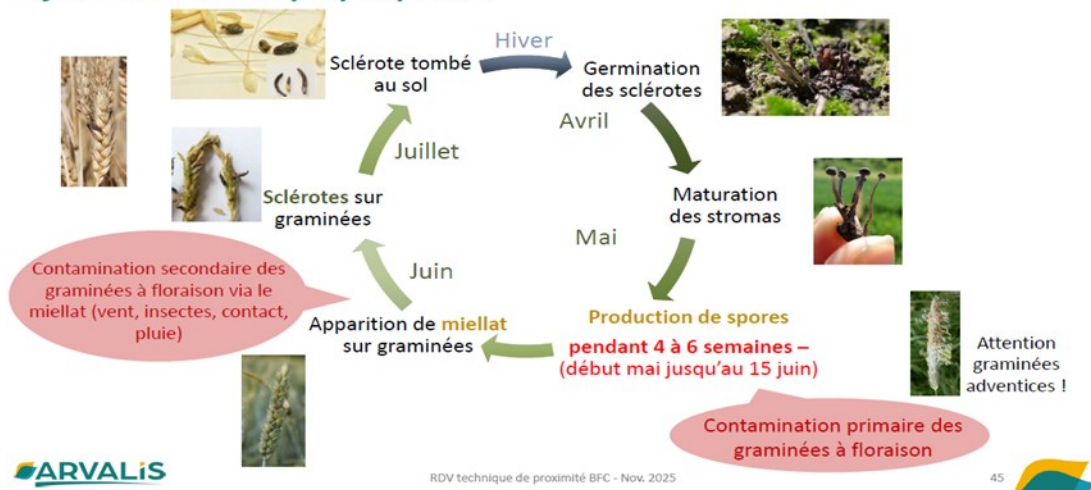 Hiver
Sclérote tombé
au sol
Germination
des sclérotes
Avril
Juillet
Sclérotes sur
graminées
Maturation
des stromas
Mai
Contamination secondaire des
graminées à floraison via le
miellat (vent, insectes, contact,
pluie)
Juin
Apparition de miellat
sur graminées
Production de spores
pendant 4 à 6 semaines –
(début mai jusqu'au 15 juin)
Attention
graminées
adventices !
Contamination primaire des
graminées à floraison
ARVALIS
RDV technique de proximité BFC - Nov. 2025
45